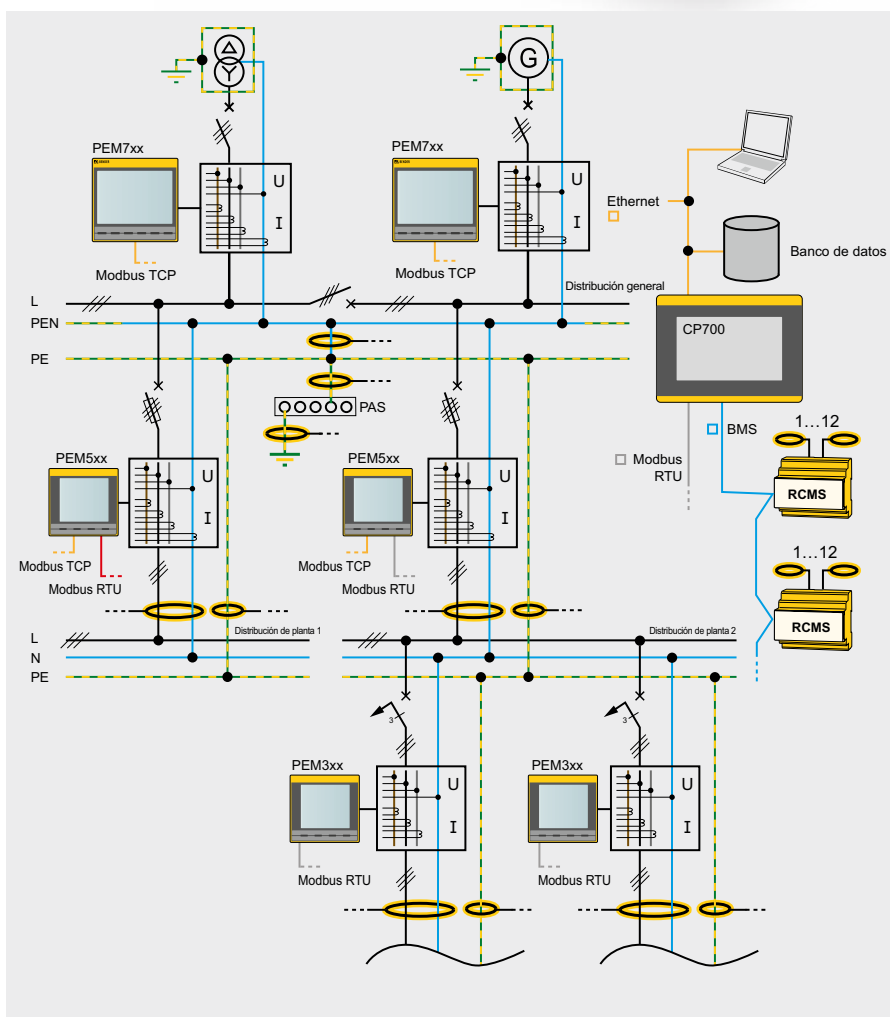 G
PEM7xx
U
I
PEM7xx
U
I
Ethernet
Banco de datos
Modbus TCP
Modbus TCP
Distribución general
L
PEN
PE
CP700
PAS
BMS
1...12
Modbus
RTU
RCMS
PEM5xx
U
I
PEM5xx
U
I
Modbus TCP
Modbus RTU
Modbus TCP
Modbus RTU
1...12
RCMS
L
Distribución de planta 1
Distribución de planta 2
N
PE
3
3
PEM3xx
U
I
PEM3xx
U
I
Modbus RTU
Modbus RTU